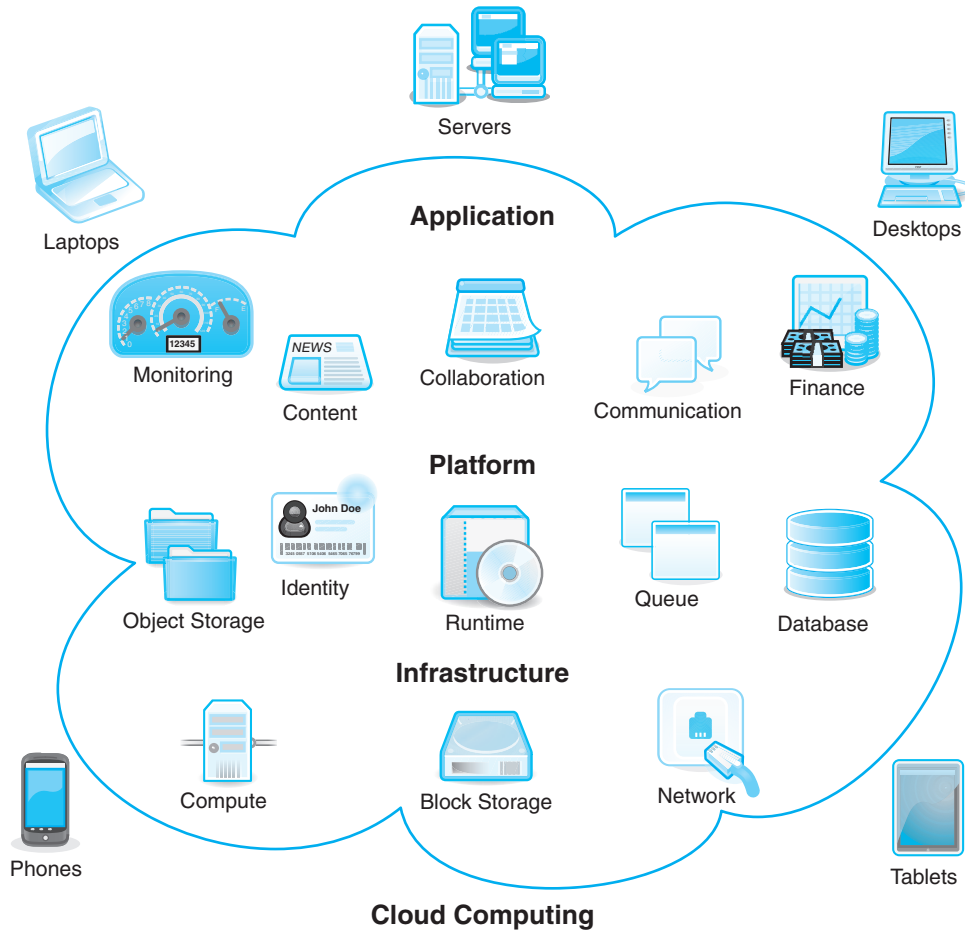 Servers
Laptops
Desktops
Application
12345
Monitoring
NEWS
Content
Collaboration
Communication
Finance
Platform
John Doe
Identity
Object Storage
Runtime
Queue
Database
Infrastructure
Compute
Block Storage
Network
Phones
Tablets
Cloud Computing